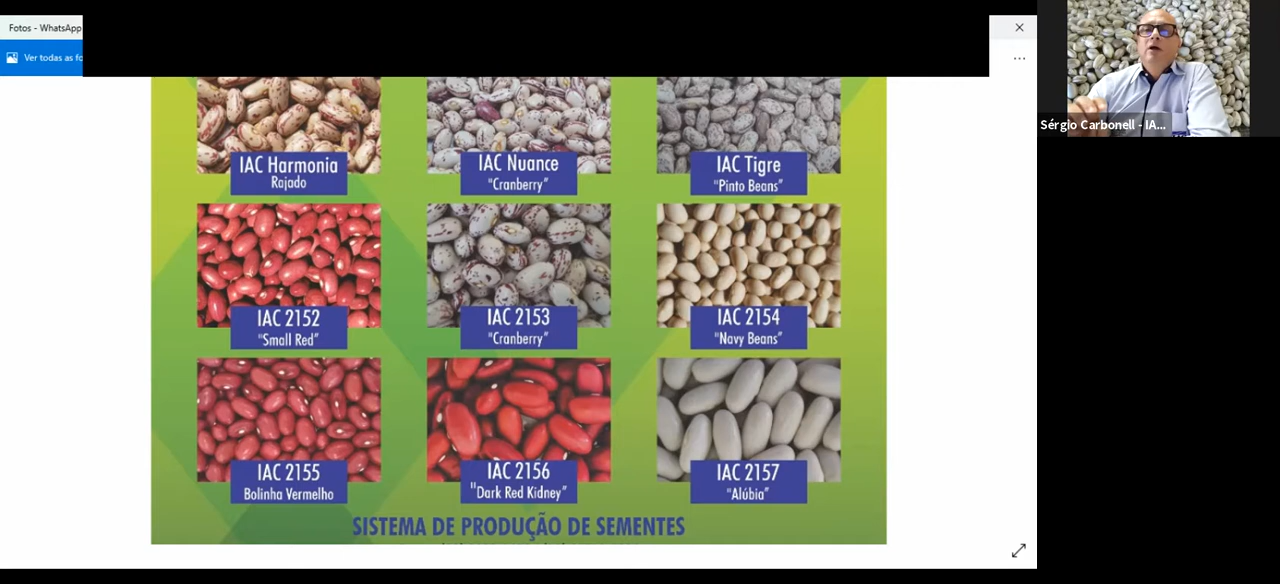 Fotos - WhatsApp
Ver todas as fo
Sérgio Carbonell - IA...
IAC Harmonia
Rajado
IAC Nuance
“Cranberry”
IAC Tigre
“Pinto Beans”
IAC 2152
“Small Red”
IAC 2153
“Cranberry”
IAC 2154
“Navy Beans”
IAC 2155
Bolinha Vermelho
IAC 2156
"Dark Red Kidney”
IAC 2157
“Alúbia”
SISTEMA DE PRODUÇÃO DE SEMENTES